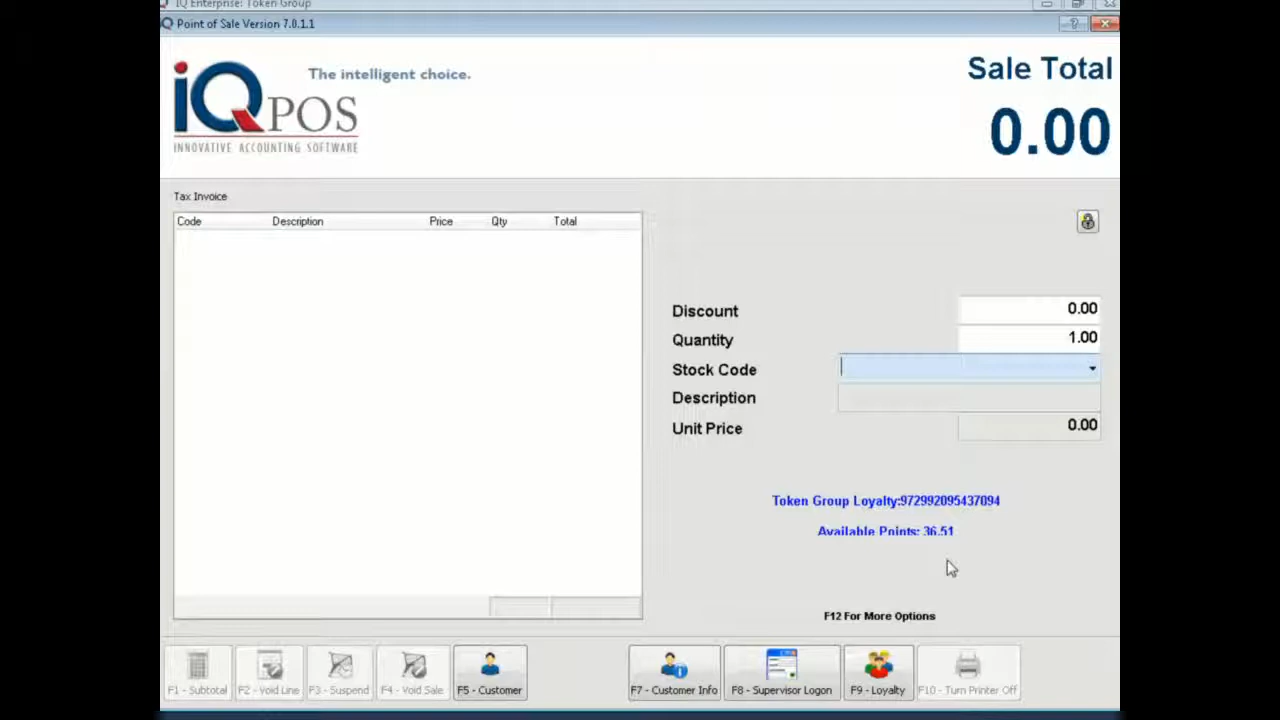 IQ Enterprise: Token Group
Point of Sale Version 7.0.1.1
iQPOS
The intelligent choice.
INNOVATIVE ACCOUNTING SOFTWARE
Sale Total
0.00
Tax Invoice
Code Description Price Qty Total
Discount 0.00
Quantity 1.00
Stock Code
Description
Unit Price 0.00
Token Group Loyalty:972992095437094
Available Points: 36.51
F12 For More Options
F1 - Subtotal F2 - Void Line F3 - Suspend F4 - Void Sale F5 - Customer F7 - Customer Info F8 - Supervisor Logon F9 - Loyalty F10 - Turn Printer Off